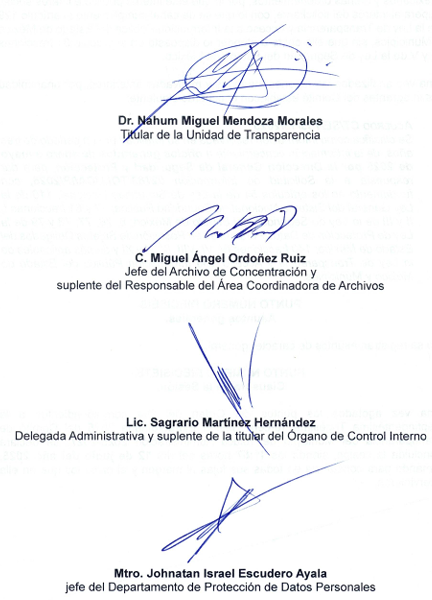 Dr. Nahum Miguel Mendoza Morales
Titular de la Unidad de Transparencia
C. Miguel Ángel Ordoñez Ruiz
Jefe del Archivo de Concentración y
suplente del Responsable del Área Coordinadora de Archivos
Lic. Sagrario Martínez Hernández
Delegada Administrativa y suplente de la titular del Órgano de Control Interno
Mtro. Johnatan Israel Escudero Ayala
jefe del Departamento de Protección de Datos Personales